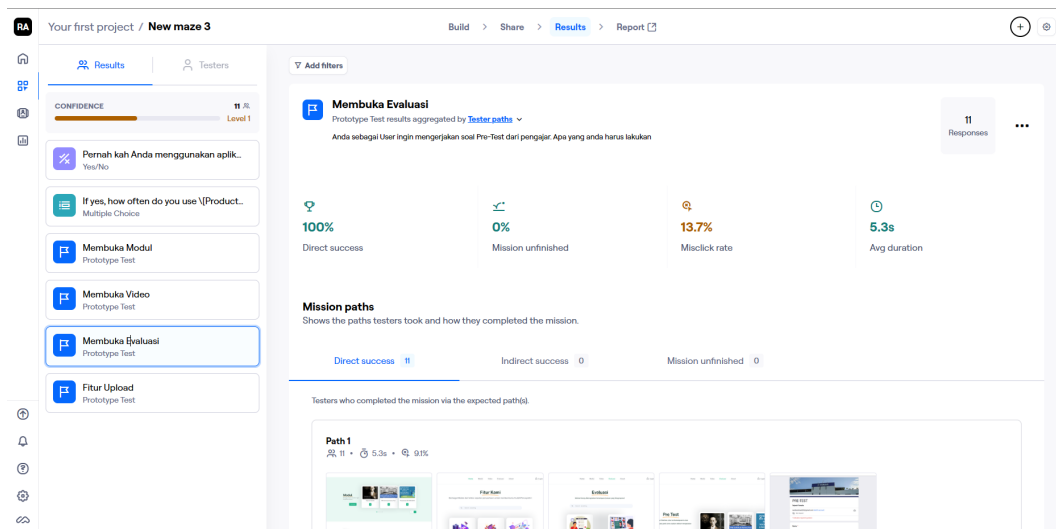 RA
Your first project / New maze 3
Build > Share > Results > Report
Results
Testers
CONFIDENCE
11
Level 1
Pernah kah Anda menggunakan aplik...
Yes/No
If yes, how often do you use \[Product...
Multiple Choice
Membuka Modul
Prototype Test
Membuka Video
Prototype Test
Membuka Evaluasi
Prototype Test
Fitur Upload
Prototype Test
Add filters
Membuka Evaluasi
Prototype Test results aggregated by Tester paths
Anda sebagai User ingin mengerjakan soal Pre-Test dari pengajar. Apa yang anda harus lakukan
11
Responses
100%
Direct success
0%
Mission unfinished
13.7%
Misclick rate
5.3s
Avg duration
Mission paths
Shows the paths testers took and how they completed the mission.
Direct success 11
Indirect success 0
Mission unfinished 0
Testers who completed the mission via the expected path(s).
Path 1
11 • 5.3s • 9.1%
Modul
Fitur Kami
Evaluasi
Pre Test
PRE-TEST